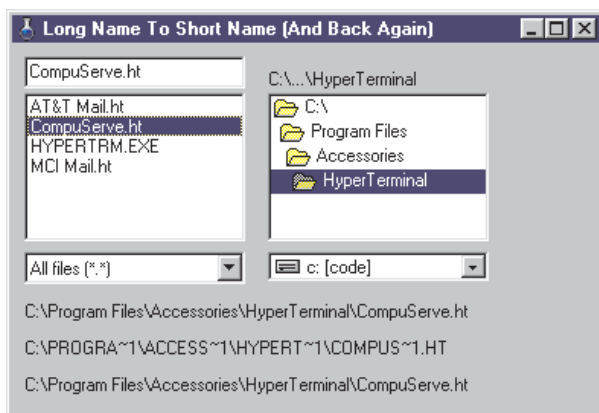 Long Name To Short Name (And Back Again)
CompuServe.ht
C:\...\HyperTerminal
AT&T Mail.ht
CompuServe.ht
HYPERTRM.EXE
MCI Mail.ht
C:\
Program Files
Accessories
HyperTerminal
All files (*.*)
c: [code]
C:\Program Files\Accessories\HyperTerminal\CompuServe.ht
C:\PROGRA~1\ACCESS~1\HYPERT~1\COMPUS~1.HT
C:\Program Files\Accessories\HyperTerminal\CompuServe.ht